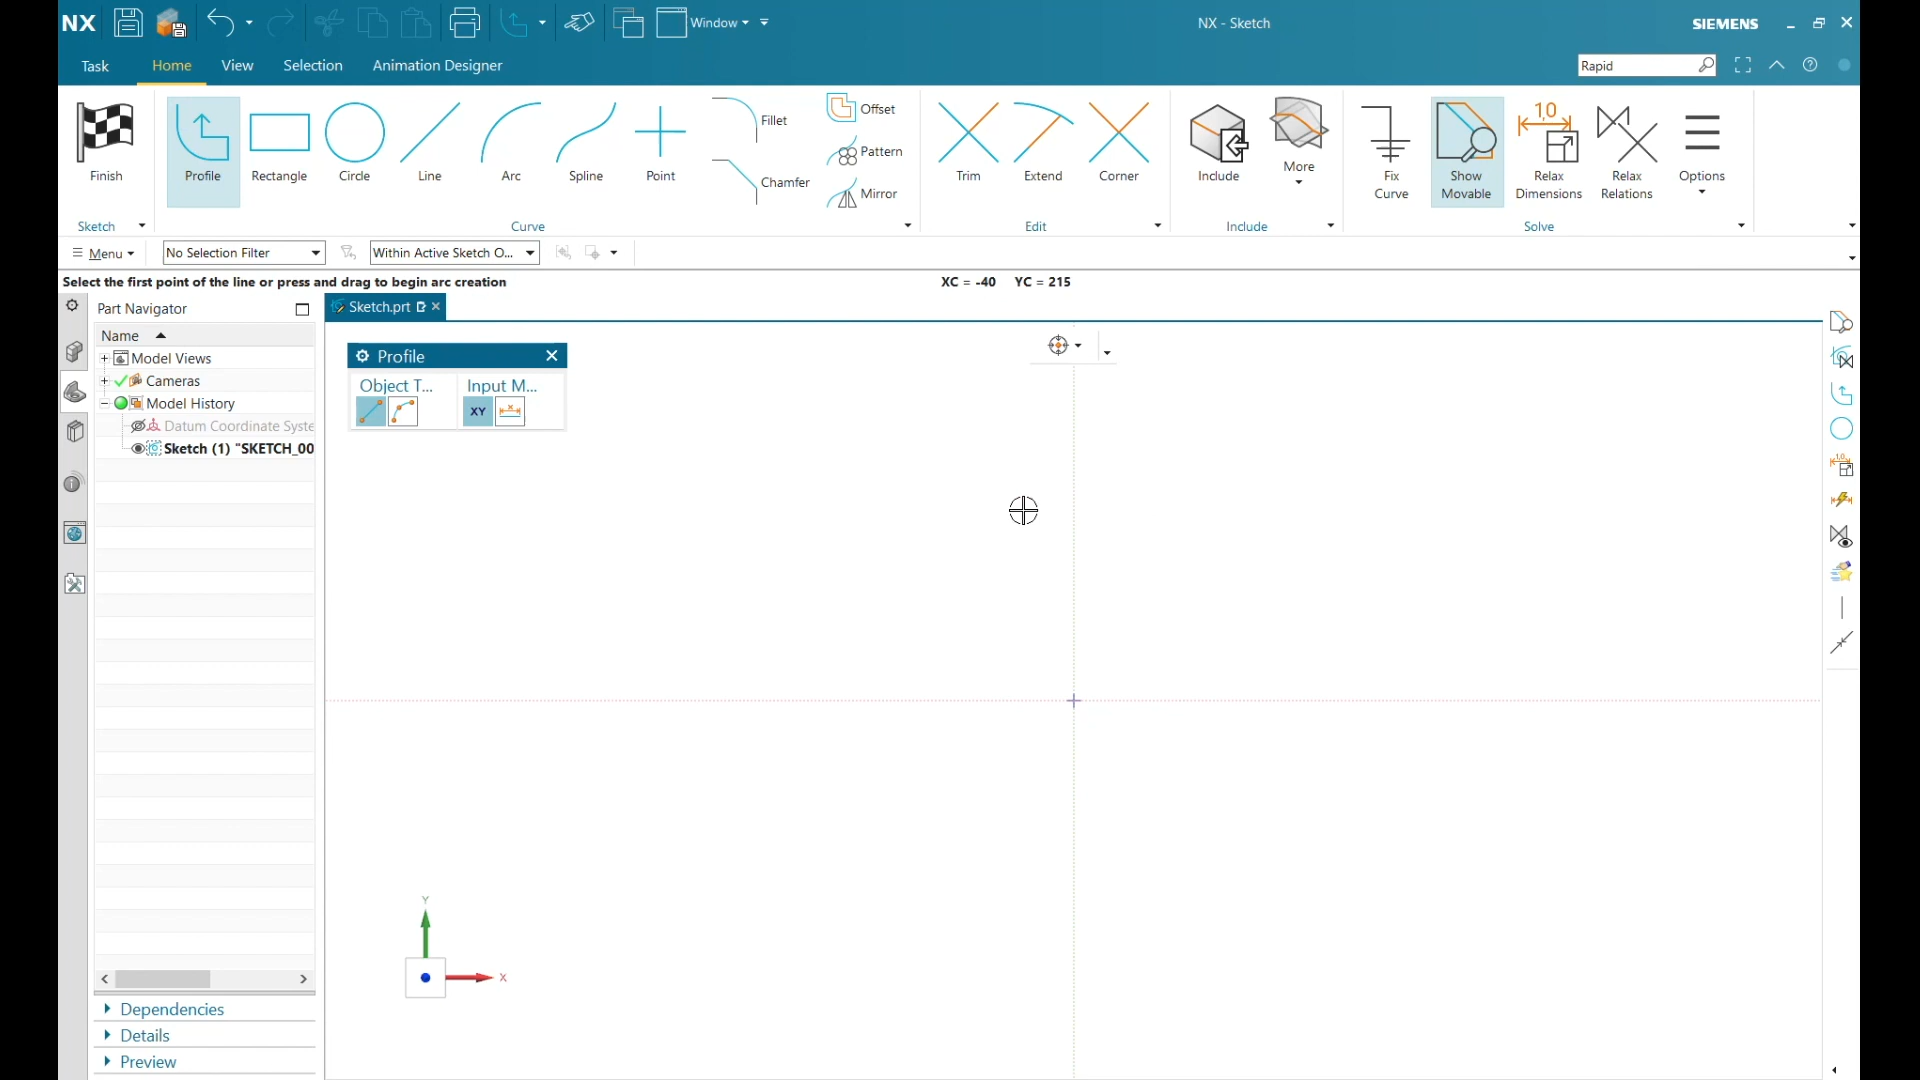 NX
Window
NX - Sketch
SIEMENS
Task
Home
View
Selection
Animation Designer
Rapid
Finish
Profile
Rectangle
Circle
Line
Arc
Spline
Point
Fillet
Chamfer
Offset
Pattern
Mirror
Trim
Extend
Corner
Include
More
Fix
Curve
Show
Movable
1,0
Relax
Dimensions
Relax
Relations
Options
Sketch
Curve
Edit
Include
Solve
Menu
No Selection Filter
Within Active Sketch O...
Select the first point of the line or press and drag to begin arc creation
XC = -40 YC = 215
Part Navigator
Sketch.prt
Name
Model Views
Cameras
Model History
Datum Coordinate Syste
Sketch (1) "SKETCH_00
Profile
Object T...
Input M...
XY
Y
X
Dependencies
Details
Preview